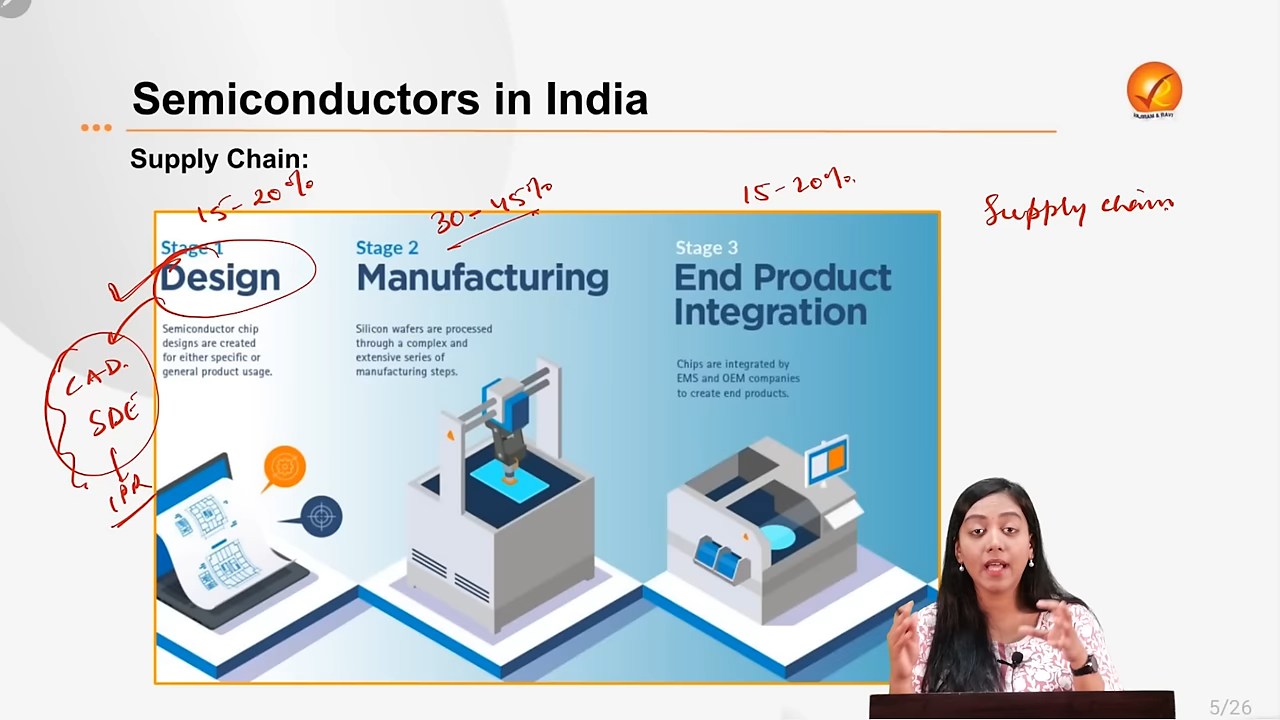 Semiconductors in India
VAJIRAM & RAVI
Supply Chain:
15-20%
30-45%
15-20%.
Supply chain
Stage 1
Design
Semiconductor chip
designs are created
for either specific or
general product usage.
Stage 2
Manufacturing
Silicon wafers are processed
through a complex and
extensive series of
manufacturing steps.
Stage 3
End Product
Integration
Chips are integrated by
EMS and OEM companies
to create end products.
CAD.
SDE
IPR
5/26